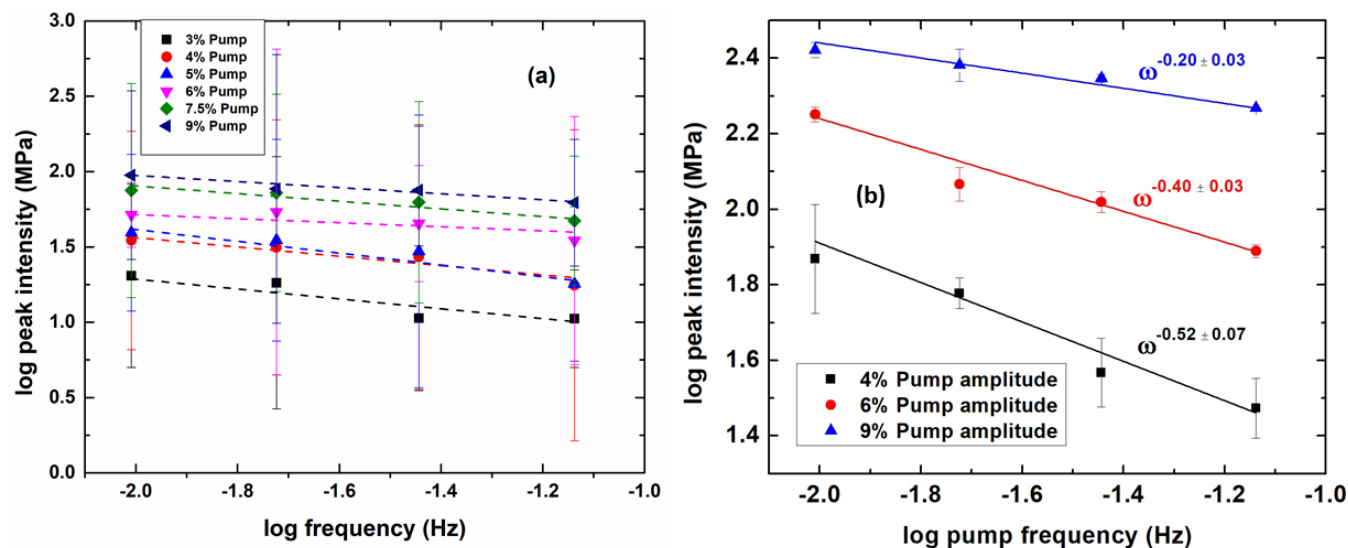 3.0
2.5
2.0
1.5
1.0
0.5
0.0
log peak intensity (MPa)
3% Pump
4% Pump
5% Pump
6% Pump
7.5% Pump
9% Pump
(a)
-2.0 -1.8 -1.6 -1.4 -1.2 -1.0
log frequency (Hz)
2.4
2.2
2.0
1.8
1.6
1.4
log peak intensity (MPa)
ω-0.20 ± 0.03
ω-0.40 ± 0.03
(b)
ω-0.52 ± 0.07
4% Pump amplitude
6% Pump amplitude
9% Pump amplitude
-2.0 -1.8 -1.6 -1.4 -1.2 -1.0
log pump frequency (Hz)